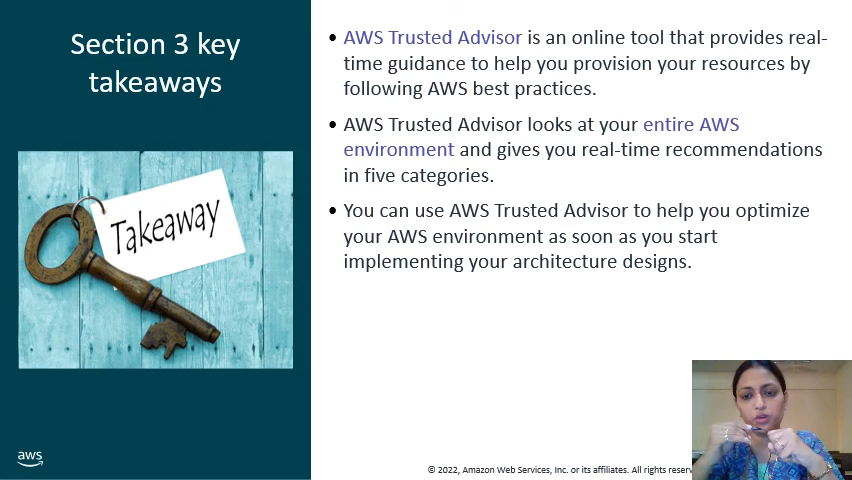 Section 3 key
takeaways
Takeaway
aws
• AWS Trusted Advisor is an online tool that provides real-
time guidance to help you provision your resources by
following AWS best practices.
• AWS Trusted Advisor looks at your entire AWS
environment and gives you real-time recommendations
in five categories.
• You can use AWS Trusted Advisor to help you optimize
your AWS environment as soon as you start
implementing your architecture designs.
© 2022, Amazon Web Services, Inc. or its affiliates. All rights